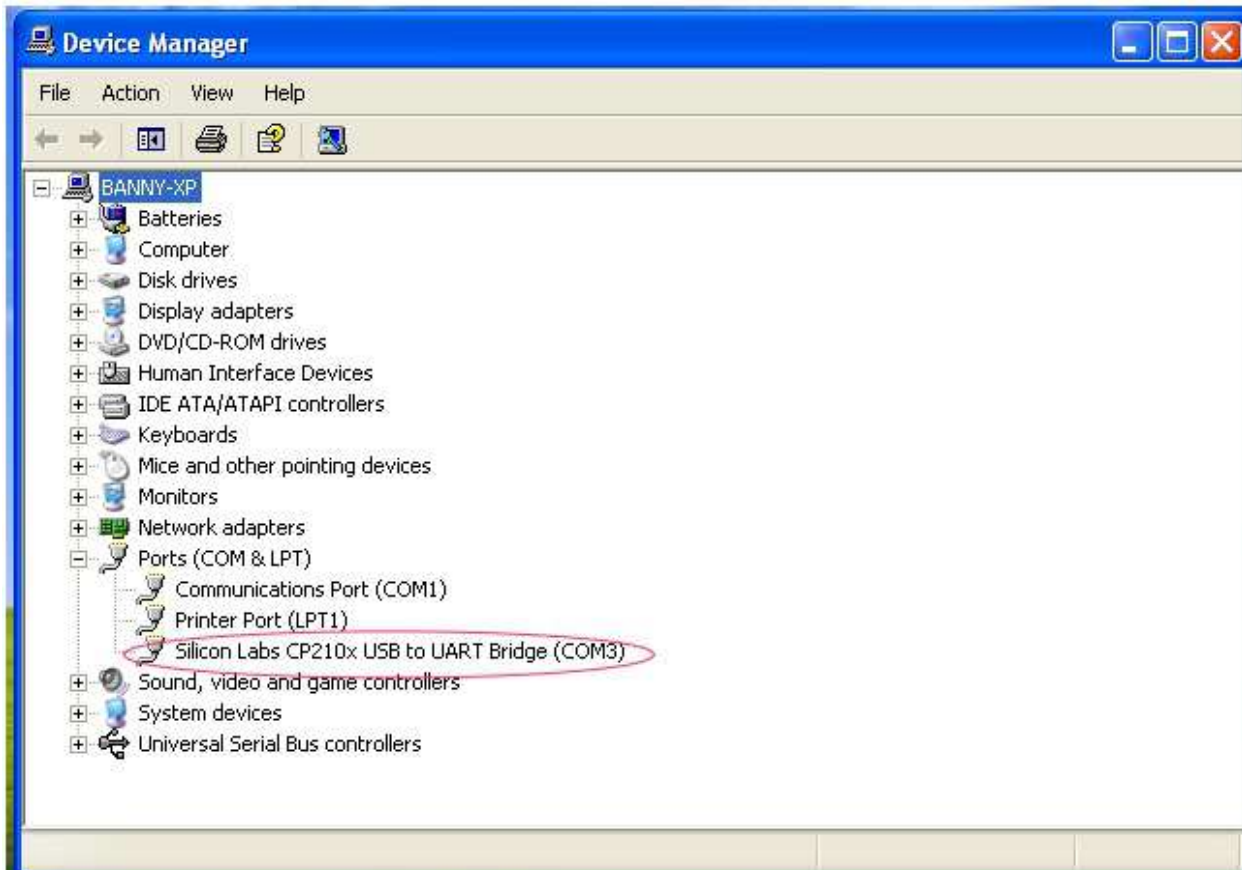 Device Manager
File Action View Help
BANNY-XP
Batteries
Computer
Disk drives
Display adapters
DVD/CD-ROM drives
Human Interface Devices
IDE ATA/ATAPI controllers
Keyboards
Mice and other pointing devices
Monitors
Network adapters
Ports (COM & LPT)
Communications Port (COM1)
Printer Port (LPT1)
Silicon Labs CP210x USB to UART Bridge (COM3)
Sound, video and game controllers
System devices
Universal Serial Bus controllers